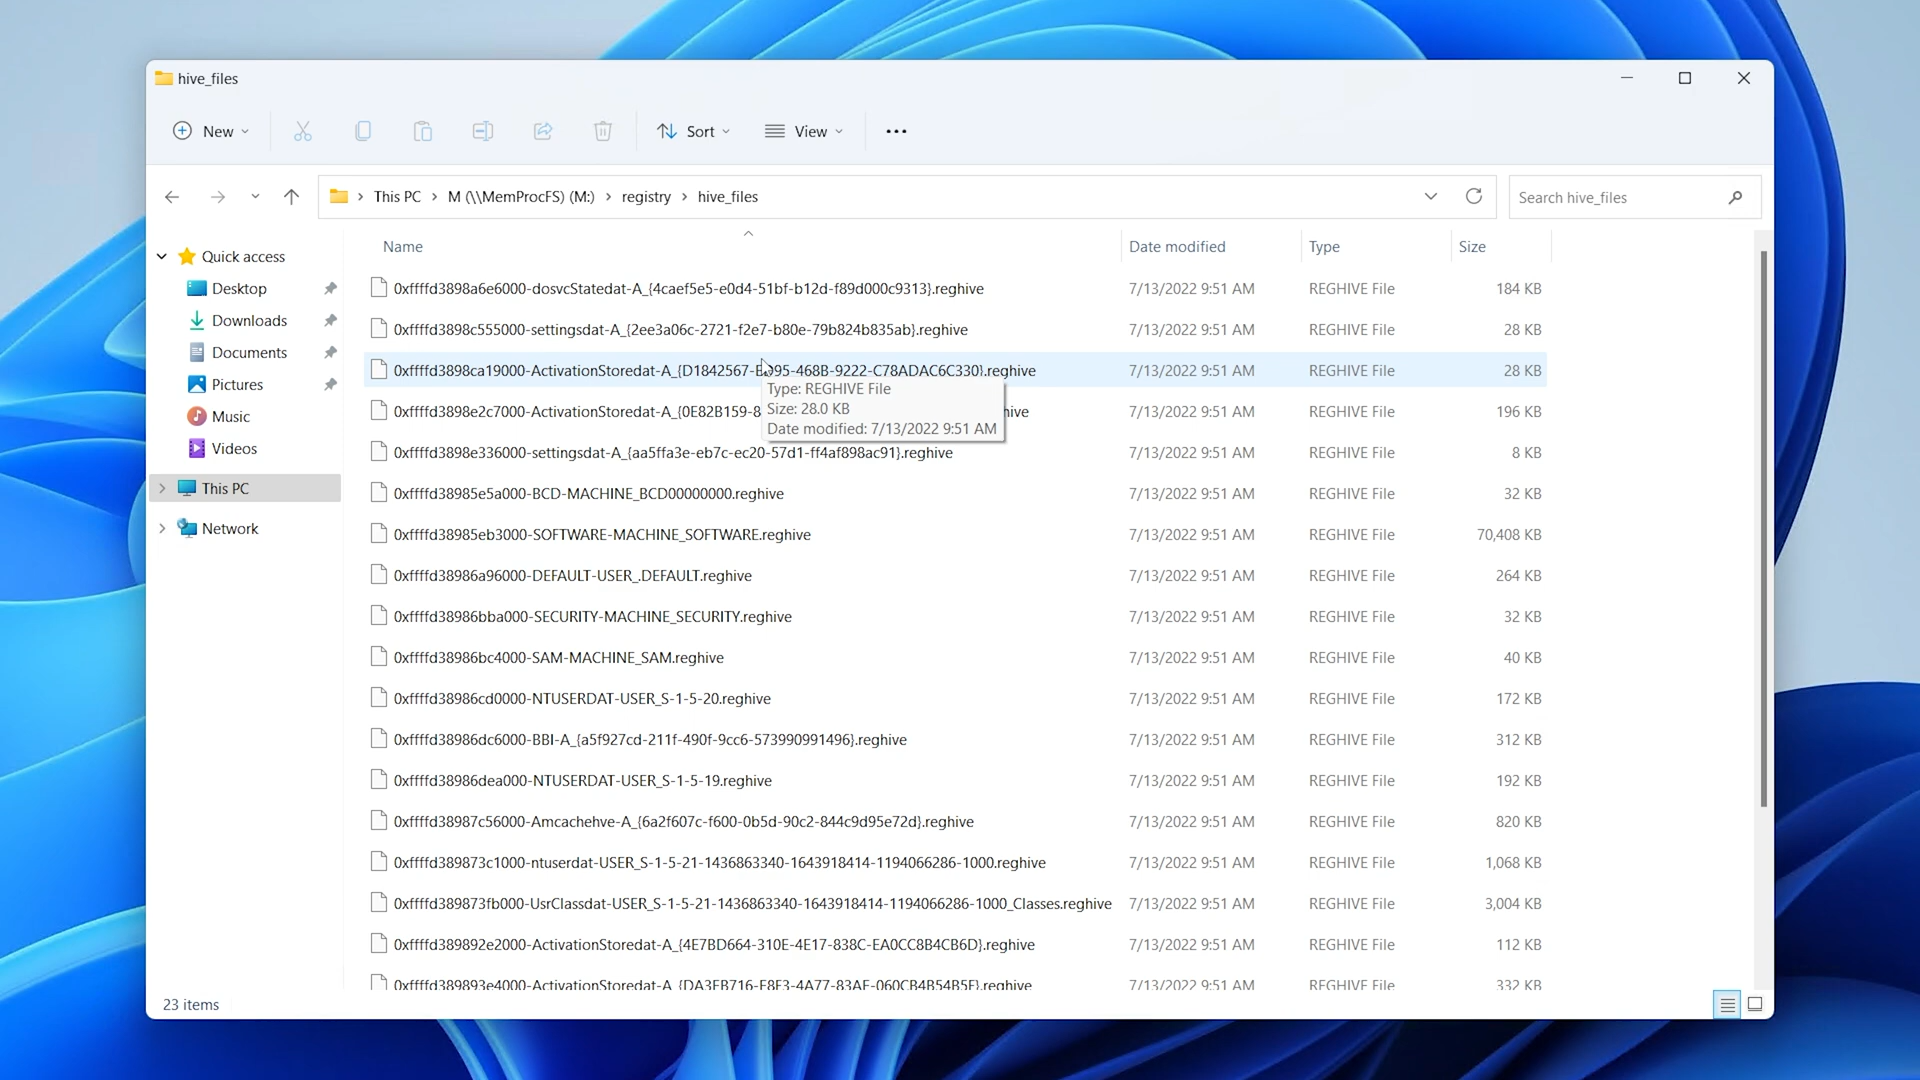 hive_files
New
Sort
View
This PC > M (\\MemProcFS) (M:) > registry > hive_files
Search hive_files
Name Date modified Type Size
Quick access
Desktop
Downloads
Documents
Pictures
Music
Videos
This PC
Network
0xffffd3898a6e6000-dosvcStatedat-A_{4caef5e5-e0d4-51bf-b12d-f89d000c9313}.reghive 7/13/2022 9:51 AM REGHIVE File 184 KB
0xffffd3898c555000-settingsdat-A_{2ee3a06c-2721-f2e7-b80e-79b824b835ab}.reghive 7/13/2022 9:51 AM REGHIVE File 28 KB
7/13/2022 9:51 AM REGHIVE File 28 KB
Type: REGHIVE File
Size: 28.0 KB
Date modified: 7/13/2022 9:51 AM
0xffffd3898e2c7000-ActivationStoredat-A_{0E82B159-8 hive 7/13/2022 9:51 AM REGHIVE File 196 KB
0xffffd3898e336000-settingsdat-A_{aa5ffa3e-eb7c-ec20-57d1-ff4af898ac91}.reghive 7/13/2022 9:51 AM REGHIVE File 8 KB
0xffffd38985e5a000-BCD-MACHINE_BCD00000000.reghive 7/13/2022 9:51 AM REGHIVE File 32 KB
0xffffd38985eb3000-SOFTWARE-MACHINE_SOFTWARE.reghive 7/13/2022 9:51 AM REGHIVE File 70,408 KB
0xffffd38986a96000-DEFAULT-USER_.DEFAULT.reghive 7/13/2022 9:51 AM REGHIVE File 264 KB
0xffffd38986bba000-SECURITY-MACHINE_SECURITY.reghive 7/13/2022 9:51 AM REGHIVE File 32 KB
0xffffd38986bc4000-SAM-MACHINE_SAM.reghive 7/13/2022 9:51 AM REGHIVE File 40 KB
0xffffd38986cd0000-NTUSERDAT-USER_S-1-5-20.reghive 7/13/2022 9:51 AM REGHIVE File 172 KB
0xffffd38986dc6000-BBI-A_{a5f927cd-211f-490f-9cc6-573990991496}.reghive 7/13/2022 9:51 AM REGHIVE File 312 KB
0xffffd38986dea000-NTUSERDAT-USER_S-1-5-19.reghive 7/13/2022 9:51 AM REGHIVE File 192 KB
0xffffd38987c56000-Amcachehve-A_{6a2f607c-f600-0b5d-90c2-844c9d95e72d}.reghive 7/13/2022 9:51 AM REGHIVE File 820 KB
0xffffd389873c1000-ntuserdat-USER_S-1-5-21-1436863340-1643918414-1194066286-1000.reghive 7/13/2022 9:51 AM REGHIVE File 1,068 KB
0xffffd389873fb000-UsrClassdat-USER_S-1-5-21-1436863340-1643918414-1194066286-1000_Classes.reghive 7/13/2022 9:51 AM REGHIVE File 3,004 KB
0xffffd389892e2000-ActivationStoredat-A_{4E7BD664-310E-4E17-838C-EA0CC8B4CB6D}.reghive 7/13/2022 9:51 AM REGHIVE File 112 KB
7/13/2022 9:51 AM REGHIVE File 332 KB
23 items